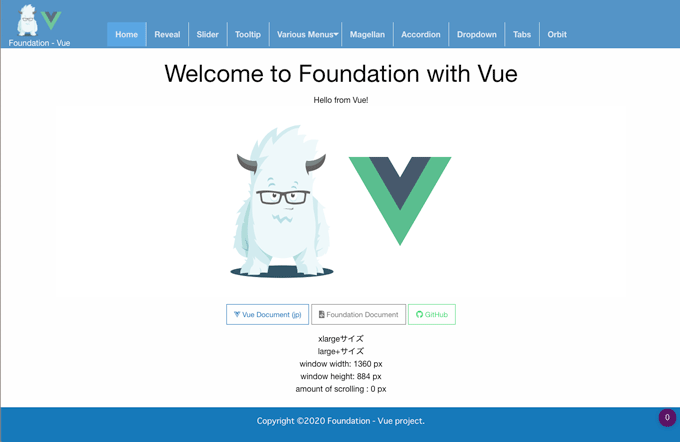 Foundation - Vue
Home Reveal Slider Tooltip Various Menus Magellan Accordion Dropdown Tabs Orbit
Welcome to Foundation with Vue
Hello from Vue!
Vue Document (jp) Foundation Document GitHub
xlargeサイズ
large+サイズ
window width: 1360 px
window height: 884 px
amount of scrolling : 0 px
Copyright ©2020 Foundation - Vue project.
0